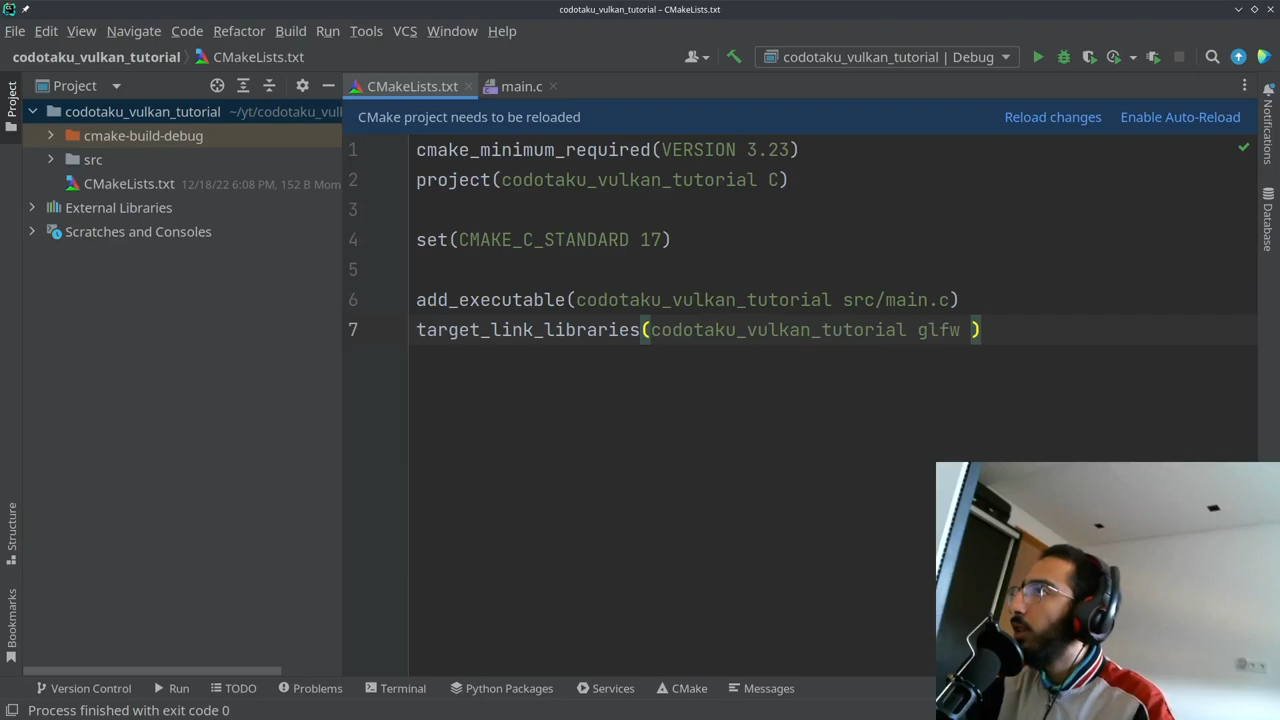 codotaku_vulkan_tutorial – CMakeLists.txt
File Edit View Navigate Code Refactor Build Run Tools VCS Window Help
codotaku_vulkan_tutorial CMakeLists.txt
codotaku_vulkan_tutorial | Debug
Project
Project
CMakeLists.txt
main.c
codotaku_vulkan_tutorial ~/yt/codotaku_vull
cmake-build-debug
src
CMakeLists.txt 12/18/22 6:08 PM, 152 B Mom
External Libraries
Scratches and Consoles
CMake project needs to be reloaded
Reload changes
Enable Auto-Reload
1 cmake_minimum_required(VERSION 3.23)
2 project(codotaku_vulkan_tutorial C)
3
4 set(CMAKE_C_STANDARD 17)
5
6 add_executable(codotaku_vulkan_tutorial src/main.c)
7 target_link_libraries(codotaku_vulkan_tutorial glfw )
Notifications
Database
Structure
Bookmarks
Version Control Run TODO Problems Terminal Python Packages Services CMake Messages
Process finished with exit code 0